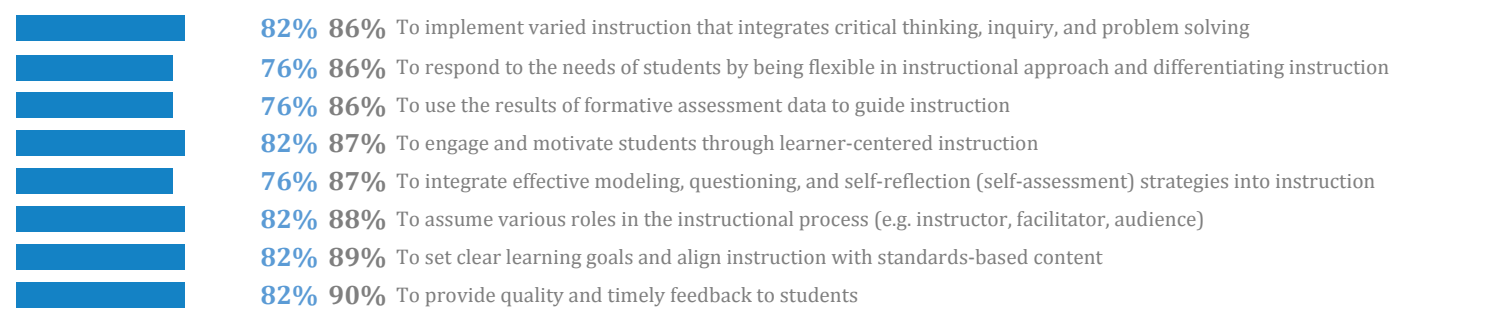 82% 86% To implement varied instruction that integrates critical thinking, inquiry, and problem solving
76% 86% To respond to the needs of students by being flexible in instructional approach and differentiating instruction
76% 86% To use the results of formative assessment data to guide instruction
82% 87% To engage and motivate students through learner-centered instruction
76% 87% To integrate effective modeling, questioning, and self-reflection (self-assessment) strategies into instruction
82% 88% To assume various roles in the instructional process (e.g. instructor, facilitator, audience)
82% 89% To set clear learning goals and align instruction with standards-based content
82% 90% To provide quality and timely feedback to students